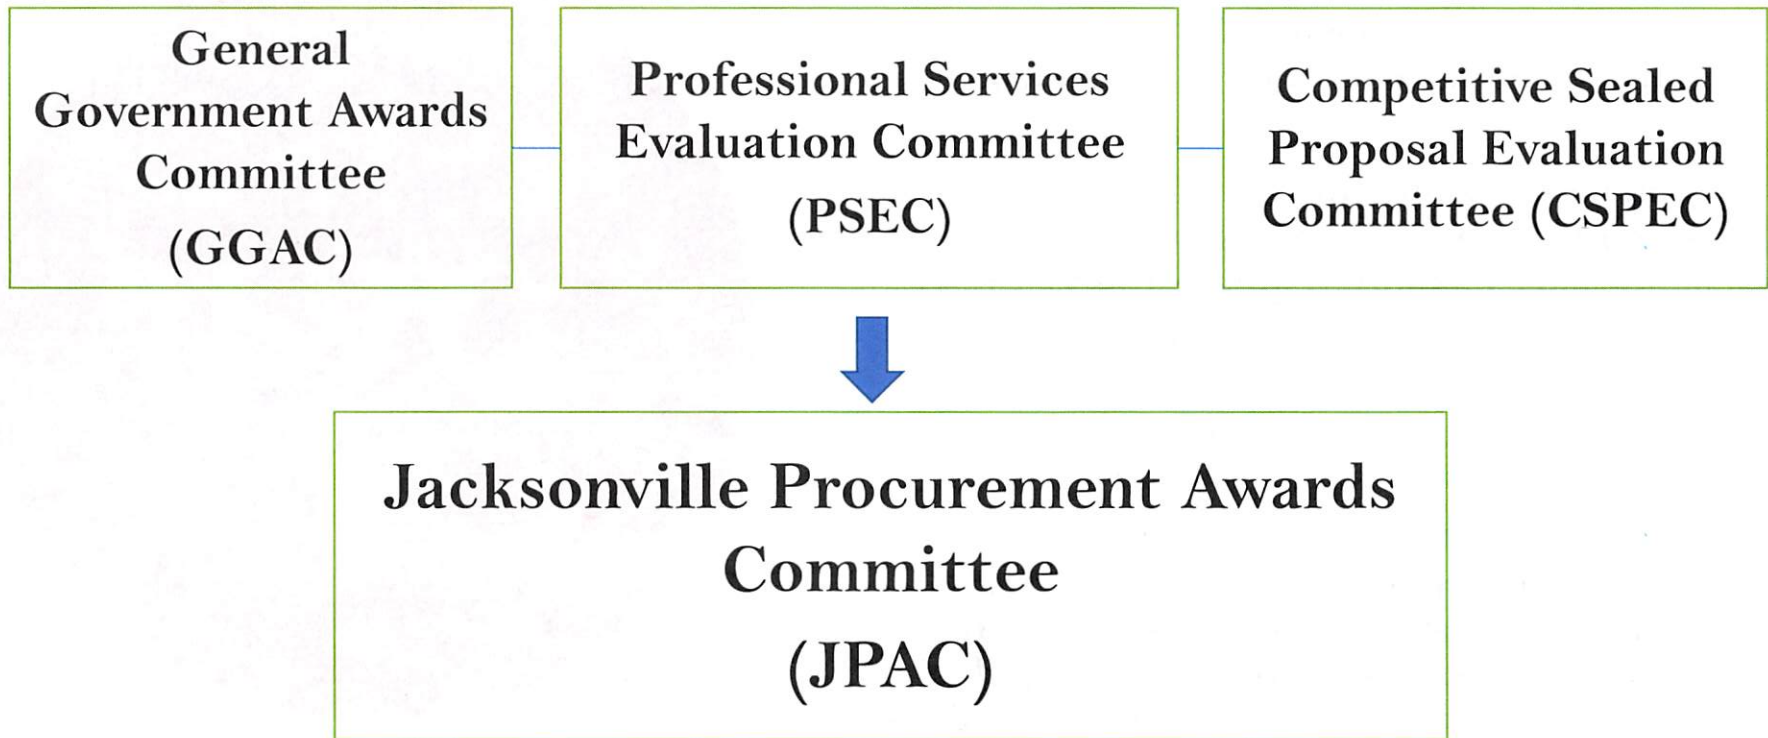 General
Government Awards
Committee
(GGAC)
Professional Services
Evaluation Committee
(PSEC)
Competitive Sealed
Proposal Evaluation
Committee (CSPEC)
Jacksonville Procurement Awards
Committee
(JPAC)